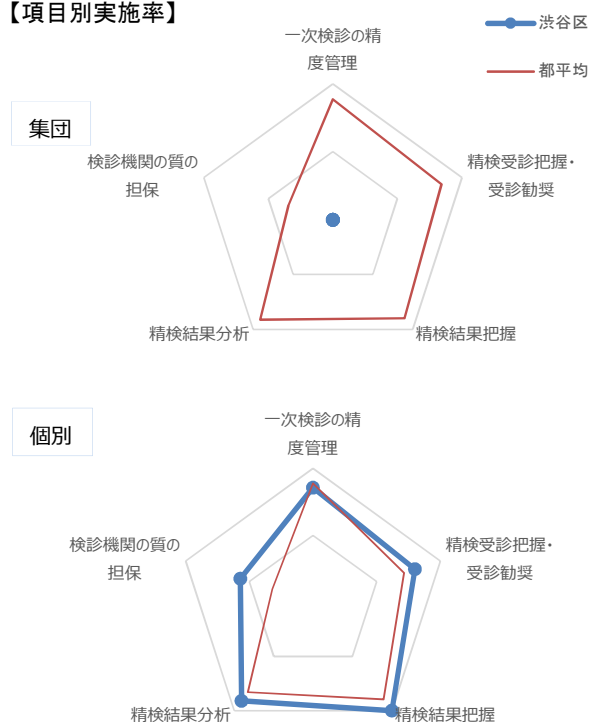 【項目別実施率】
渋谷区
都平均
集団
一次検診の精
度管理
精検受診把握・
受診勧奨
精検結果把握
精検結果分析
検診機関の質の
担保
個別
一次検診の精
度管理
精検受診把握・
受診勧奨
精検結果把握
精検結果分析
検診機関の質の
担保